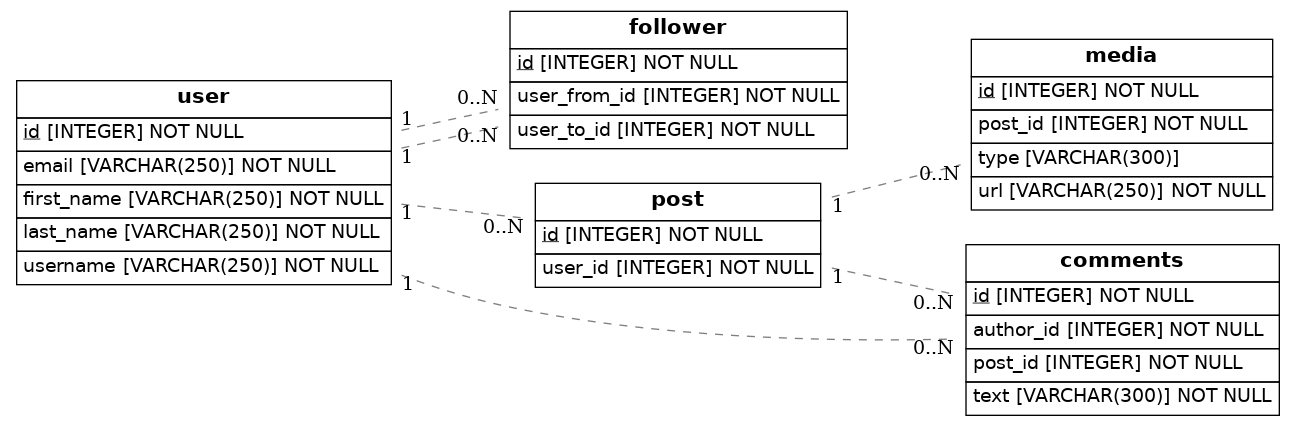 user
id [INTEGER] NOT NULL
email [VARCHAR(250)] NOT NULL
first_name [VARCHAR(250)] NOT NULL
last_name [VARCHAR(250)] NOT NULL
username [VARCHAR(250)] NOT NULL
1
0..N
1
0..N
1
0..N
1
0..N
follower
id [INTEGER] NOT NULL
user_from_id [INTEGER] NOT NULL
user_to_id [INTEGER] NOT NULL
post
id [INTEGER] NOT NULL
user_id [INTEGER] NOT NULL
1
0..N
1
0..N
media
id [INTEGER] NOT NULL
post_id [INTEGER] NOT NULL
type [VARCHAR(300)]
url [VARCHAR(250)] NOT NULL
comments
id [INTEGER] NOT NULL
author_id [INTEGER] NOT NULL
post_id [INTEGER] NOT NULL
text [VARCHAR(300)] NOT NULL